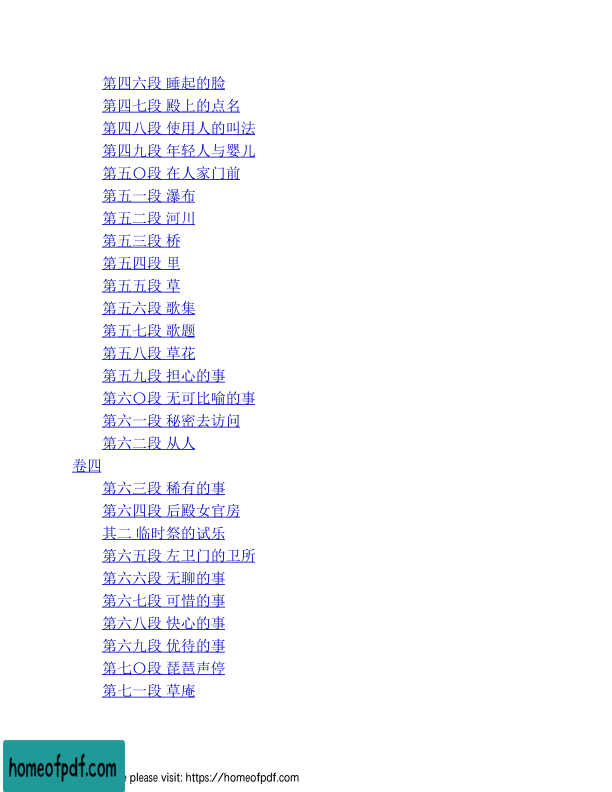 第四六段 睡起的脸
第四七段 殿上的点名
第四八段 使用人的叫法
第四九段 年轻人与婴儿
第五〇段 在人家门前
第五一段 瀑布
第五二段 河川
第五三段 桥
第五四段 里
第五五段 草
第五六段 歌集
第五七段 歌题
第五八段 草花
第五九段 担心的事
第六〇段 无可比喻的事
第六一段 秘密去访问
第六二段 从人
卷四
第六三段 稀有的事
第六四段 后殿女官房
其二 临时祭的试乐
第六五段 左卫门的卫所
第六六段 无聊的事
第六七段 可惜的事
第六八段 快心的事
第六九段 优待的事
第七〇段 琵琶声停
第七一段 草庵
homeofpdf.com
please visit: https://homeofpdf.com